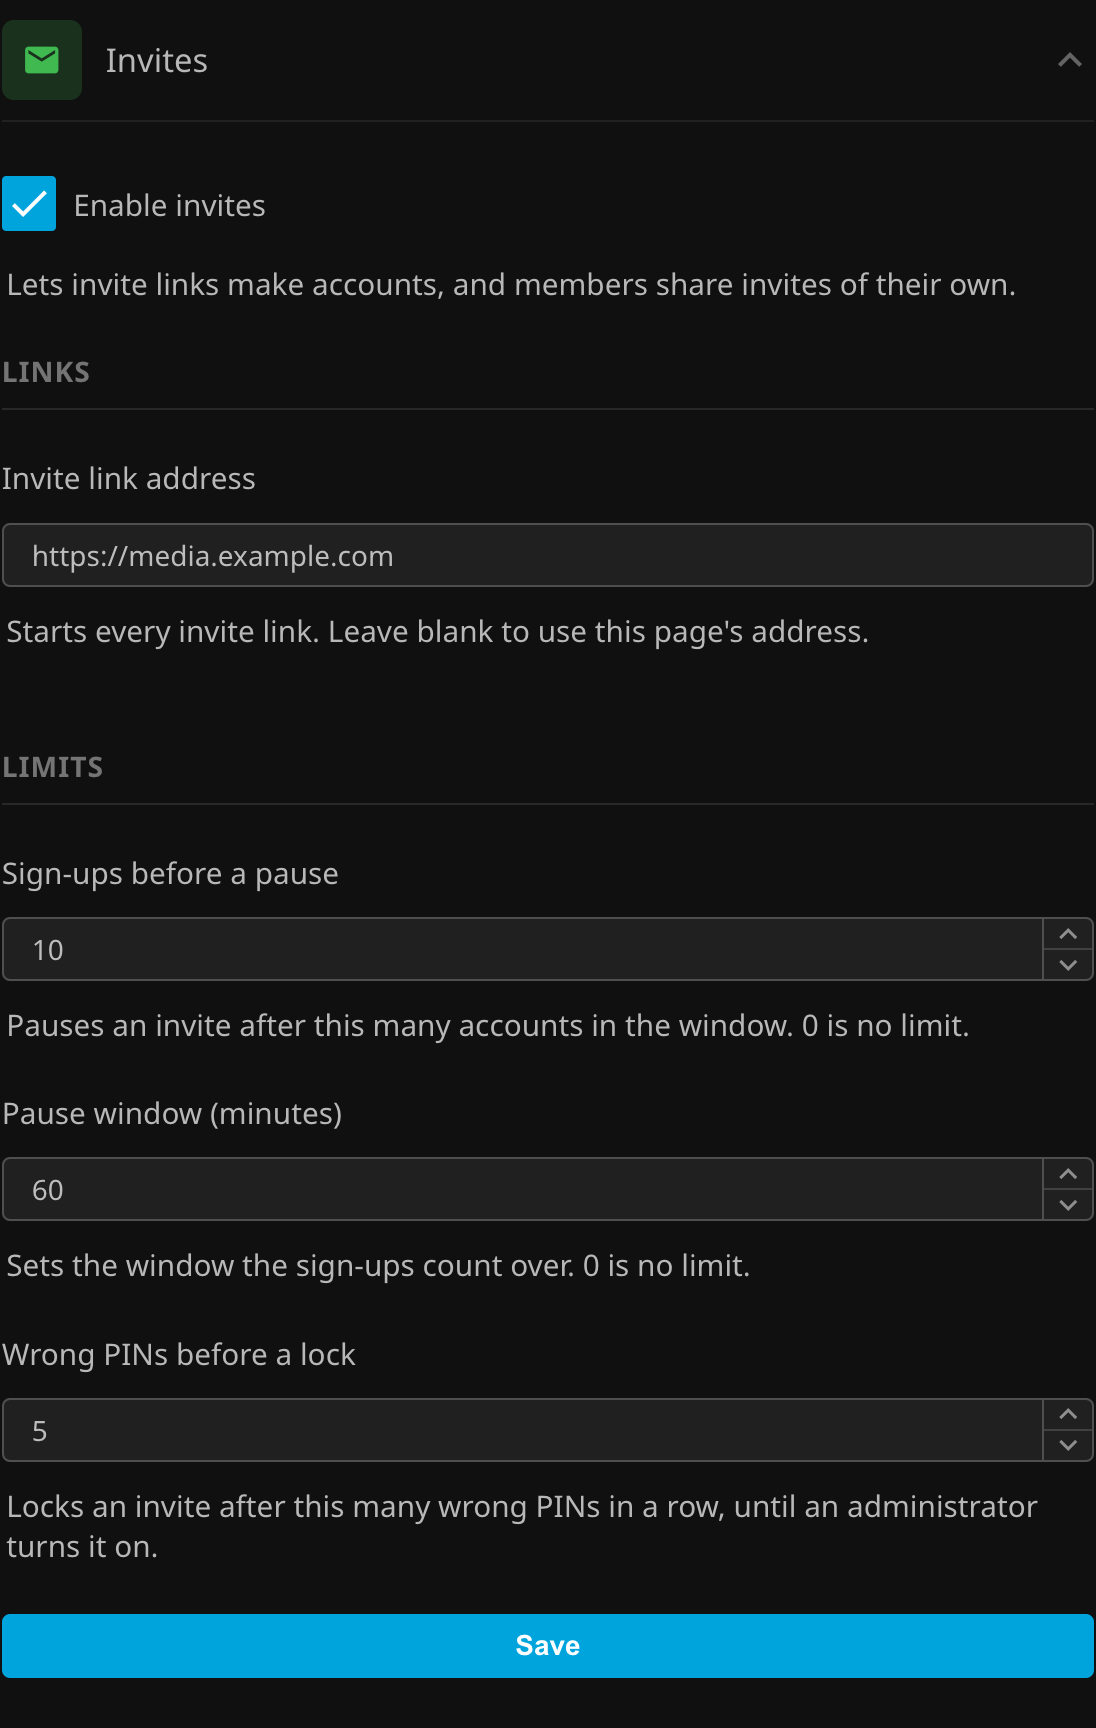 Invites
Enable invites
Lets invite links make accounts, and members share invites of their own.
LINKS
Invite link address
https://media.example.com
Starts every invite link. Leave blank to use this page's address.
LIMITS
Sign-ups before a pause
10
Pauses an invite after this many accounts in the window. 0 is no limit.
Pause window (minutes)
60
Sets the window the sign-ups count over. 0 is no limit.
Wrong PINs before a lock
5
Locks an invite after this many wrong PINs in a row, until an administrator
turns it on.
Save